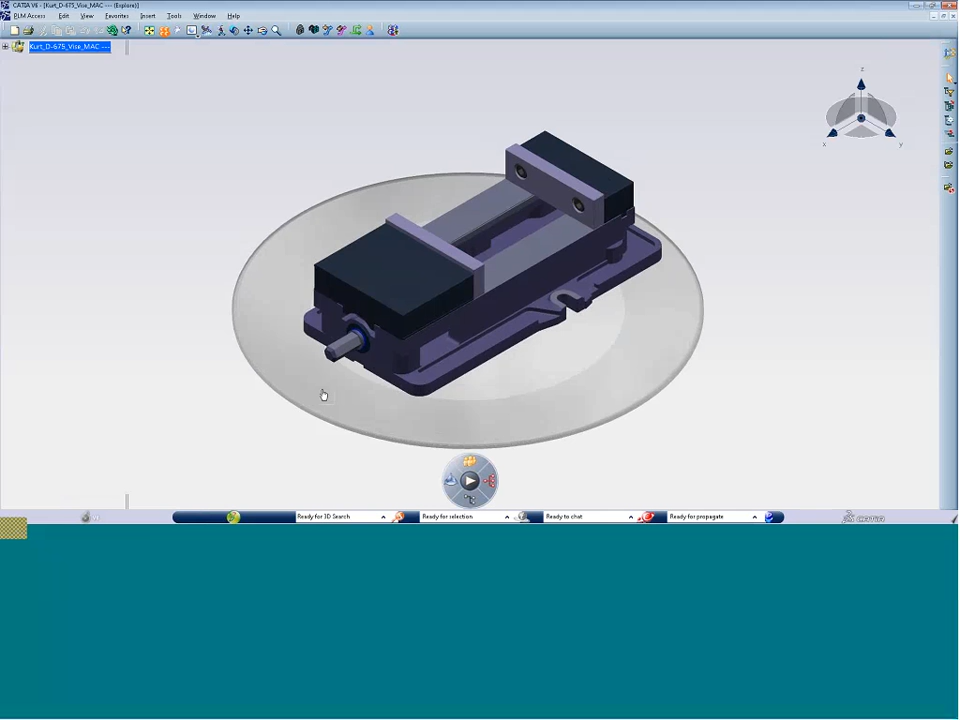 CATIA V6 - [Kurt_D-675_Vise_MAC --- (Explore)]
PLM Access Edit View Favorites Insert Tools Window Help
Kurt_D-675_Vise_MAC ---
z
x
y
Ready for 3D Search Ready for selection Ready to chat Ready for propagate
CATIA